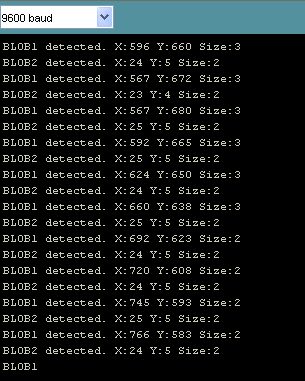 9600 baud
BLOB1 detected. X:596 Y:660 Size:3
BLOB2 detected. X:24 Y:5 Size:2
BLOB1 detected. X:567 Y:672 Size:3
BLOB2 detected. X:23 Y:4 Size:2
BLOB1 detected. X:567 Y:680 Size:3
BLOB2 detected. X:25 Y:5 Size:2
BLOB1 detected. X:592 Y:665 Size:3
BLOB2 detected. X:25 Y:5 Size:2
BLOB1 detected. X:624 Y:650 Size:3
BLOB2 detected. X:24 Y:5 Size:2
BLOB1 detected. X:660 Y:638 Size:3
BLOB2 detected. X:25 Y:5 Size:2
BLOB1 detected. X:692 Y:623 Size:2
BLOB2 detected. X:24 Y:5 Size:2
BLOB1 detected. X:720 Y:608 Size:2
BLOB2 detected. X:24 Y:5 Size:2
BLOB1 detected. X:745 Y:593 Size:2
BLOB2 detected. X:25 Y:5 Size:2
BLOB1 detected. X:766 Y:583 Size:2
BLOB2 detected. X:24 Y:5 Size:2
BLOB1